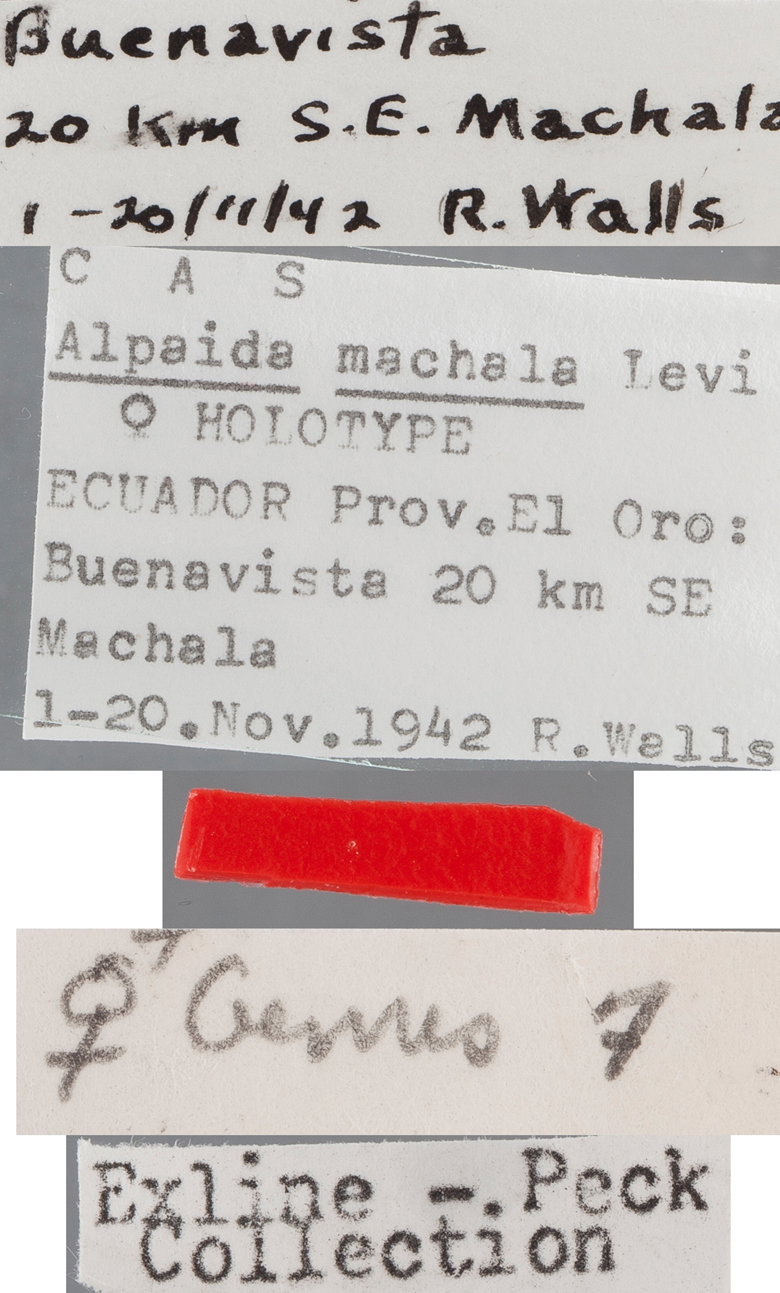 Buenavista
20 Km S.E. Machala
1-20/11/42 R.Walls
C A S
Alpaida machala Levi
♀ HOLOTYPE
ECUADOR Prov.El Oro:
Buenavista 20 km SE
Machala
1-20.Nov.1942 R.Walls
♀ Genus 7
Exline -. Peck
Collection